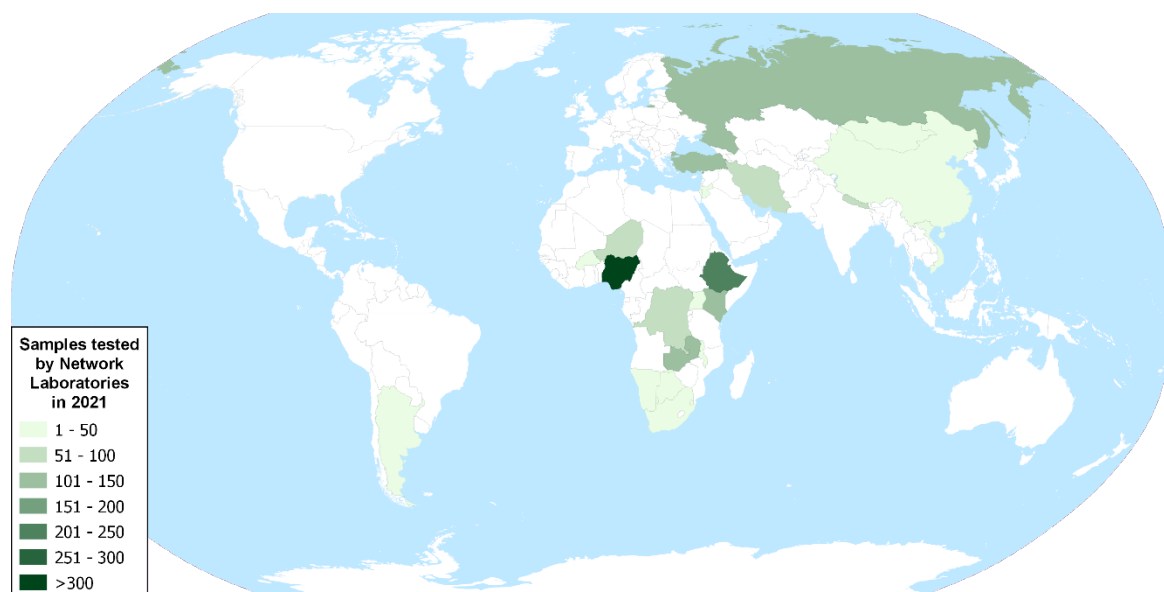 Samples tested
by Network
Laboratories
in 2021
1 - 50
51 - 100
101 - 150
151 - 200
201 - 250
251 - 300
>300